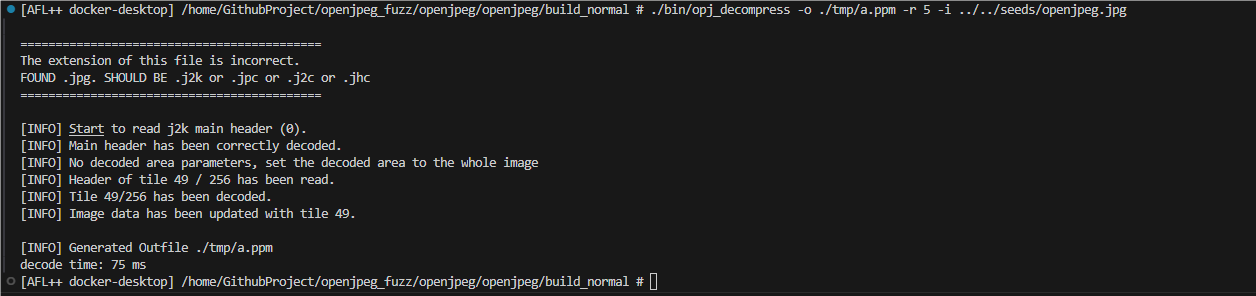 [AFL++ docker-desktop] /home/GithubProject/openjpeg_fuzz/openjpeg/openjpeg/build_normal # ./bin/opj_decompress -o ./tmp/a.ppm -r 5 -i ../../seeds/openjpeg.jpg
===========================================
The extension of this file is incorrect.
FOUND .jpg. SHOULD BE .j2k or .jpc or .j2c or .jhc
===========================================
[INFO] Start to read j2k main header (0).
[INFO] Main header has been correctly decoded.
[INFO] No decoded area parameters, set the decoded area to the whole image
[INFO] Header of tile 49 / 256 has been read.
[INFO] Tile 49/256 has been decoded.
[INFO] Image data has been updated with tile 49.
[INFO] Generated Outfile ./tmp/a.ppm
decode time: 75 ms
[AFL++ docker-desktop] /home/GithubProject/openjpeg_fuzz/openjpeg/openjpeg/build_normal #